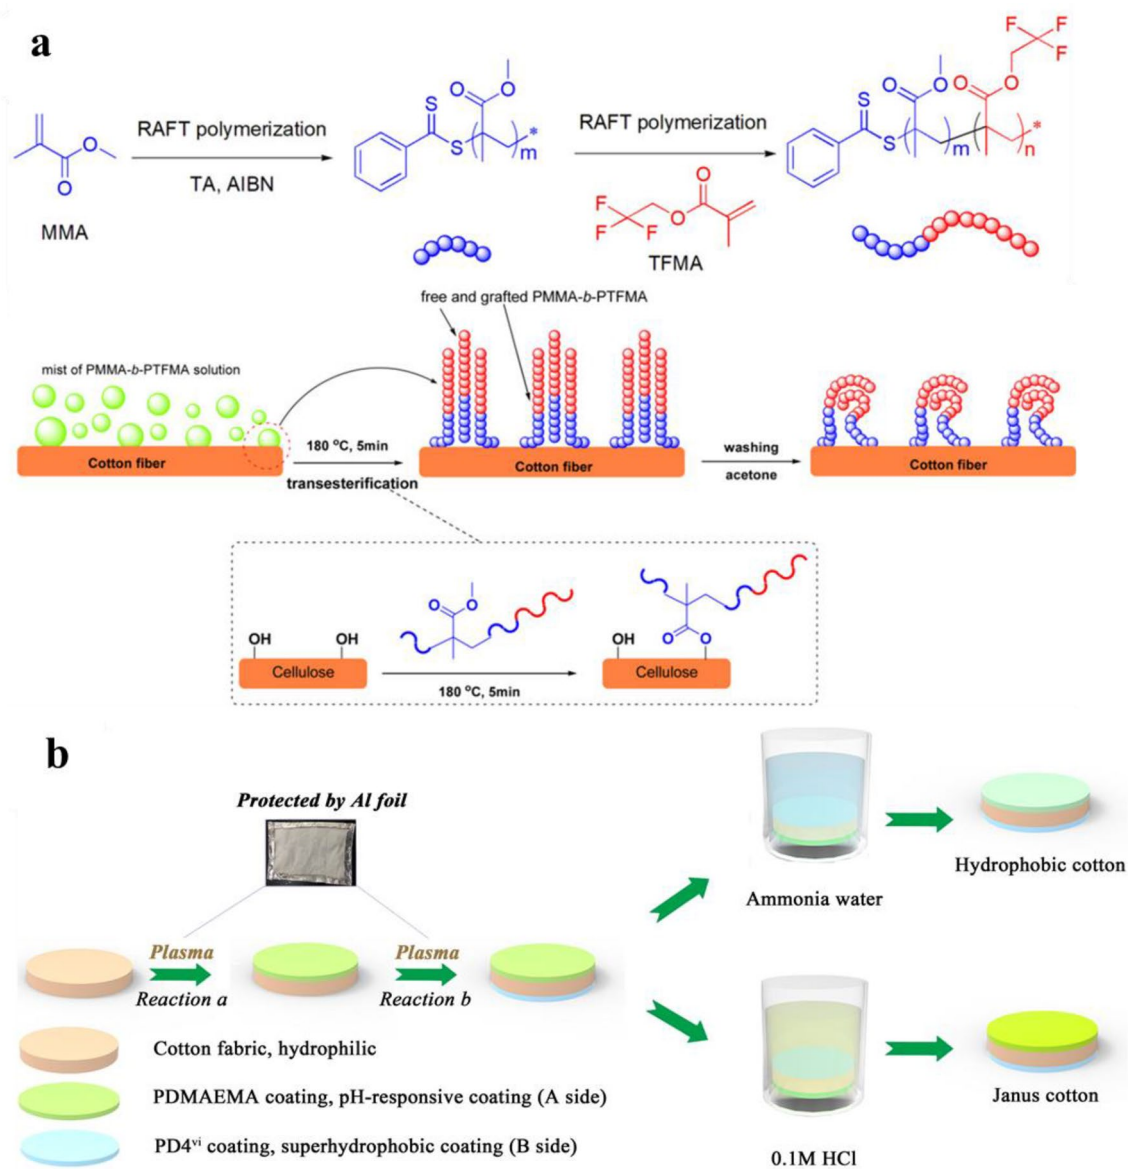 a
RAFT polymerization
TA, AIBN
MMA
O
O
S
S
O
O
*
m
RAFT polymerization
F
F
F
O
O
TFMA
S
S
O
O
m
F
F
F
O
O
*
n
free and grafted PMMA-b-PTFMA
mist of PMMA-b-PTFMA solution
Cotton fiber
180 °C, 5min
transesterification
Cotton fiber
washing
acetone
Cotton fiber
OH
OH
Cellulose
O
O
180 °C, 5min
OH
O
O
Cellulose
b
Protected by Al foil
Plasma
Reaction a
Plasma
Reaction b
Ammonia water
Hydrophobic cotton
Cotton fabric, hydrophilic
PDMAEMA coating, pH-responsive coating (A side)
PD4ᵛⁱ coating, superhydrophobic coating (B side)
0.1M HCl
Janus cotton